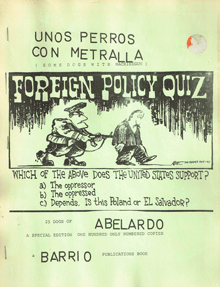 UNOS PERROS
CON METRALLA
( SOME DOGS WITH MACHINEGUN )
FOREIGN POLICY QUIZ
WHICH OF THE ABOVE DOES THE UNITED STATES SUPPORT?
a) The oppressor
b) The oppressed
c) Depends. Is this Poland or EL Salvador?
25 DOGS OF ABELARDO
A SPECIAL EDITION ONE HUNDRED ONLY NUMBERED COPIES
A BARRIO PUBLICATIONS BOOK